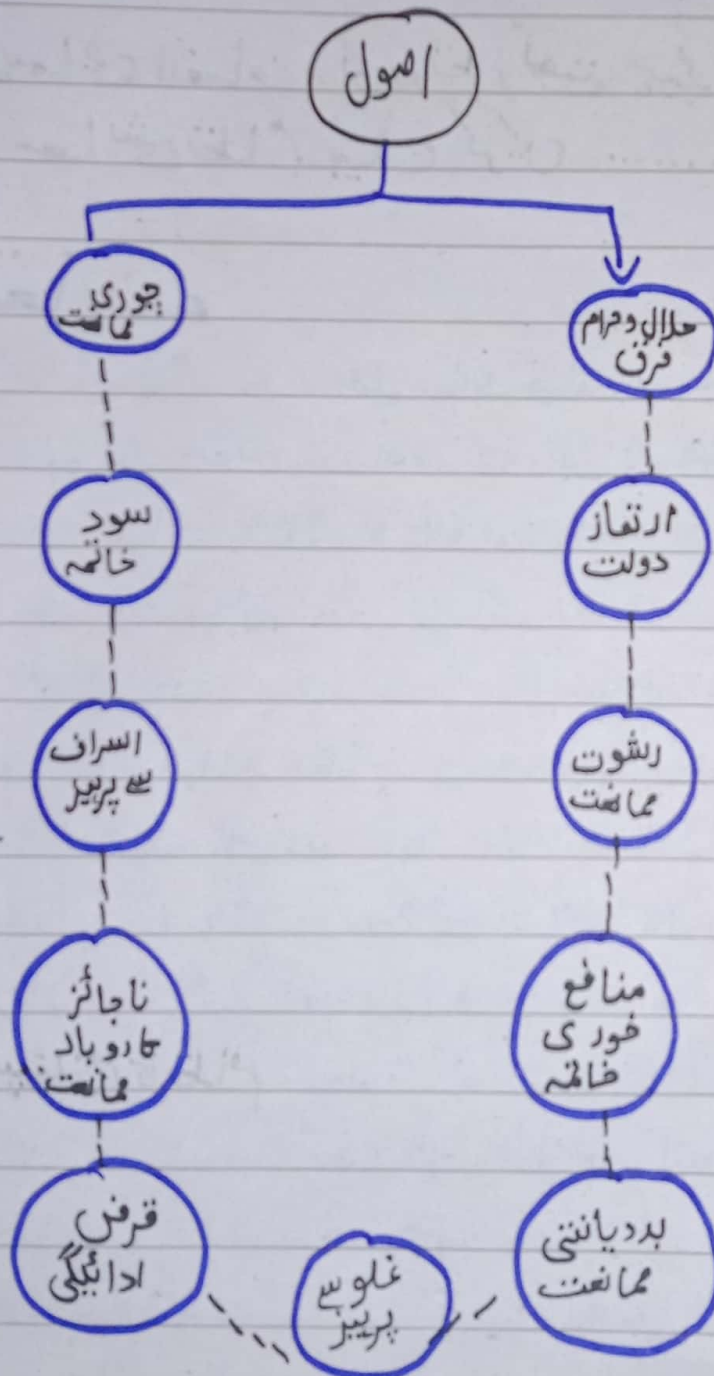 اصول
حلال و حرام
فرق
ارتفاز
دولت
رشوت
ممانعت
منافع
خوری
خاتمہ
بددیانتی
ممانعت
چوری
ممانعت
سود
خاتمہ
اسراف
سے پرہیز
ناجائز
کاروبار
ممانعت
قرض
ادائیگی
غلو سے
پرہیز